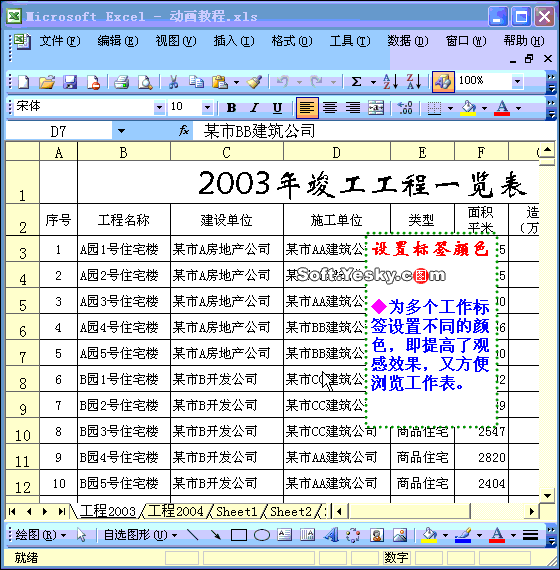 Microsoft Excel - 动画教程.xls
文件(F) 编辑(E) 视图(V) 插入(I) 格式(O) 工具(T) 数据(D) 窗口(W) 帮助(H)
Σ 100%
宋体 10 B I U
D7 fx 某市BB建筑公司
A B C D E F
1 2003年竣工工程一览表
2 序号 工程名称 建设单位 施工单位 类型 面积 造
平米 (万
3 1 A园1号住宅楼 某市A房地产公司 某市AA建筑公 5
4 2 A园2号住宅楼 某市A房地产公司
5 3 A园3号住宅楼 某市A房地产公司 某市AA建筑公 0
6 4 A园4号住宅楼 某市A房地产公司 某市BB建筑公 6
7 5 A园5号住宅楼 某市A房地产公司 某市BB建筑公 0
8 6 B园1号住宅楼 某市B开发公司 某市CC建筑公 2
9 7 B园2号住宅楼 某市B开发公司 某市CC建筑公 9
10 8 B园3号住宅楼 某市B开发公司 某市CC建筑公司 商品住宅 2547
11 9 B园4号住宅楼 某市B开发公司 某市AA建筑公司 商品住宅 2820
12 10 B园5号住宅楼 某市B开发公司 某市AA建筑公司 商品住宅 2404
设置标签颜色
Soft.Yesky.com
◆为多个工作标
签设置不同的颜
色，即提高了观
感效果，又方便
浏览工作表。
工程2003 工程2004 Sheet1 Sheet2
绘图(R) 自选图形(U)
就绪 数字